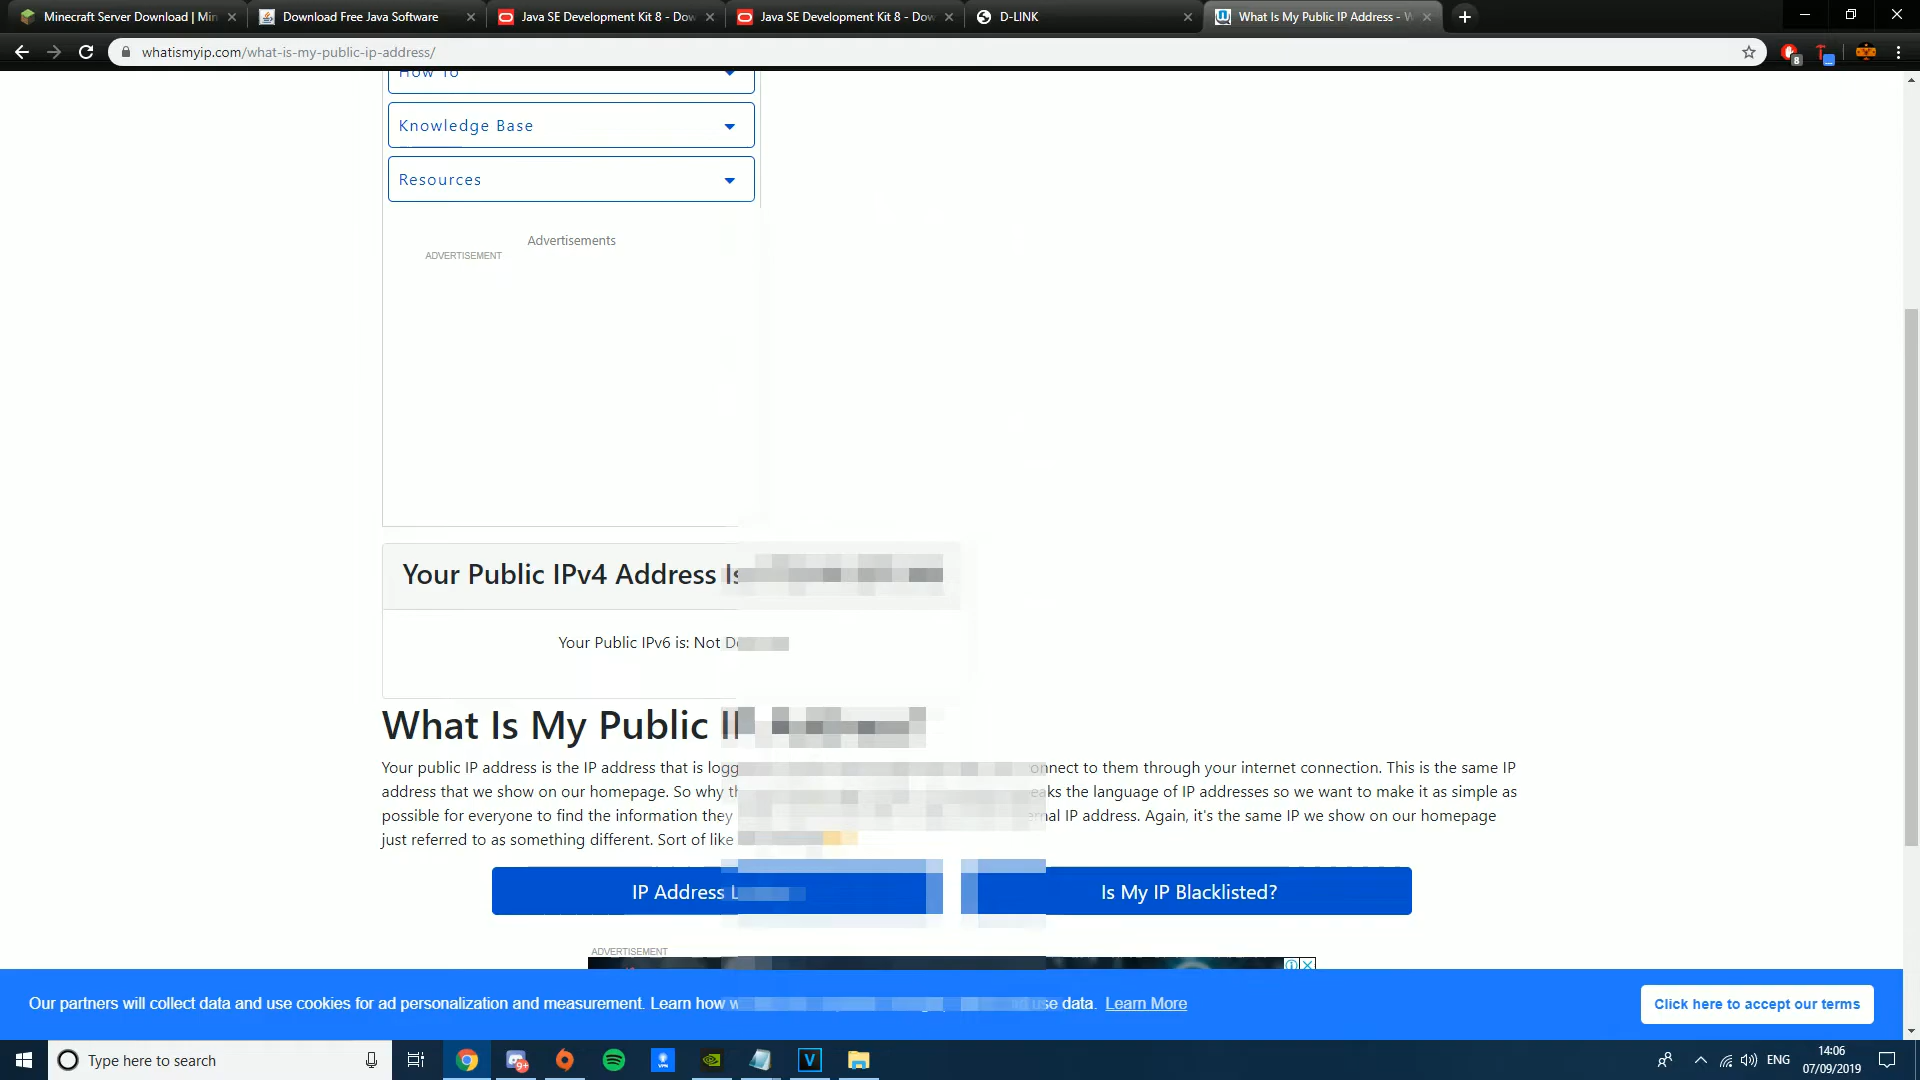 Minecraft Server Download | Min
Download Free Java Software
Java SE Development Kit 8 - Dow
Java SE Development Kit 8 - Dow
D-LINK
What Is My Public IP Address - W
whatismyip.com/what-is-my-public-ip-address/
8
How To
Knowledge Base
Resources
Advertisements
ADVERTISEMENT
Your Public IPv4 Address Is
Your Public IPv6 is: Not
What Is My Public
Your public IP address is the IP address that is onnect to them through your internet connection. This is the same IP
address that we show on our homepage. So why the language of IP addresses so we want to make it as simple as
possible for everyone to find the information they IP address. Again, it's the same IP we show on our homepage
just referred to as something different. Sort of like
IP Address Is My IP Blacklisted?
ADVERTISEMENT
Our partners will collect data and use cookies for ad personalization and measurement. Learn how use data. Learn More
Click here to accept our terms
Type here to search
9+
VPN
V
ENG
14:06
07/09/2019